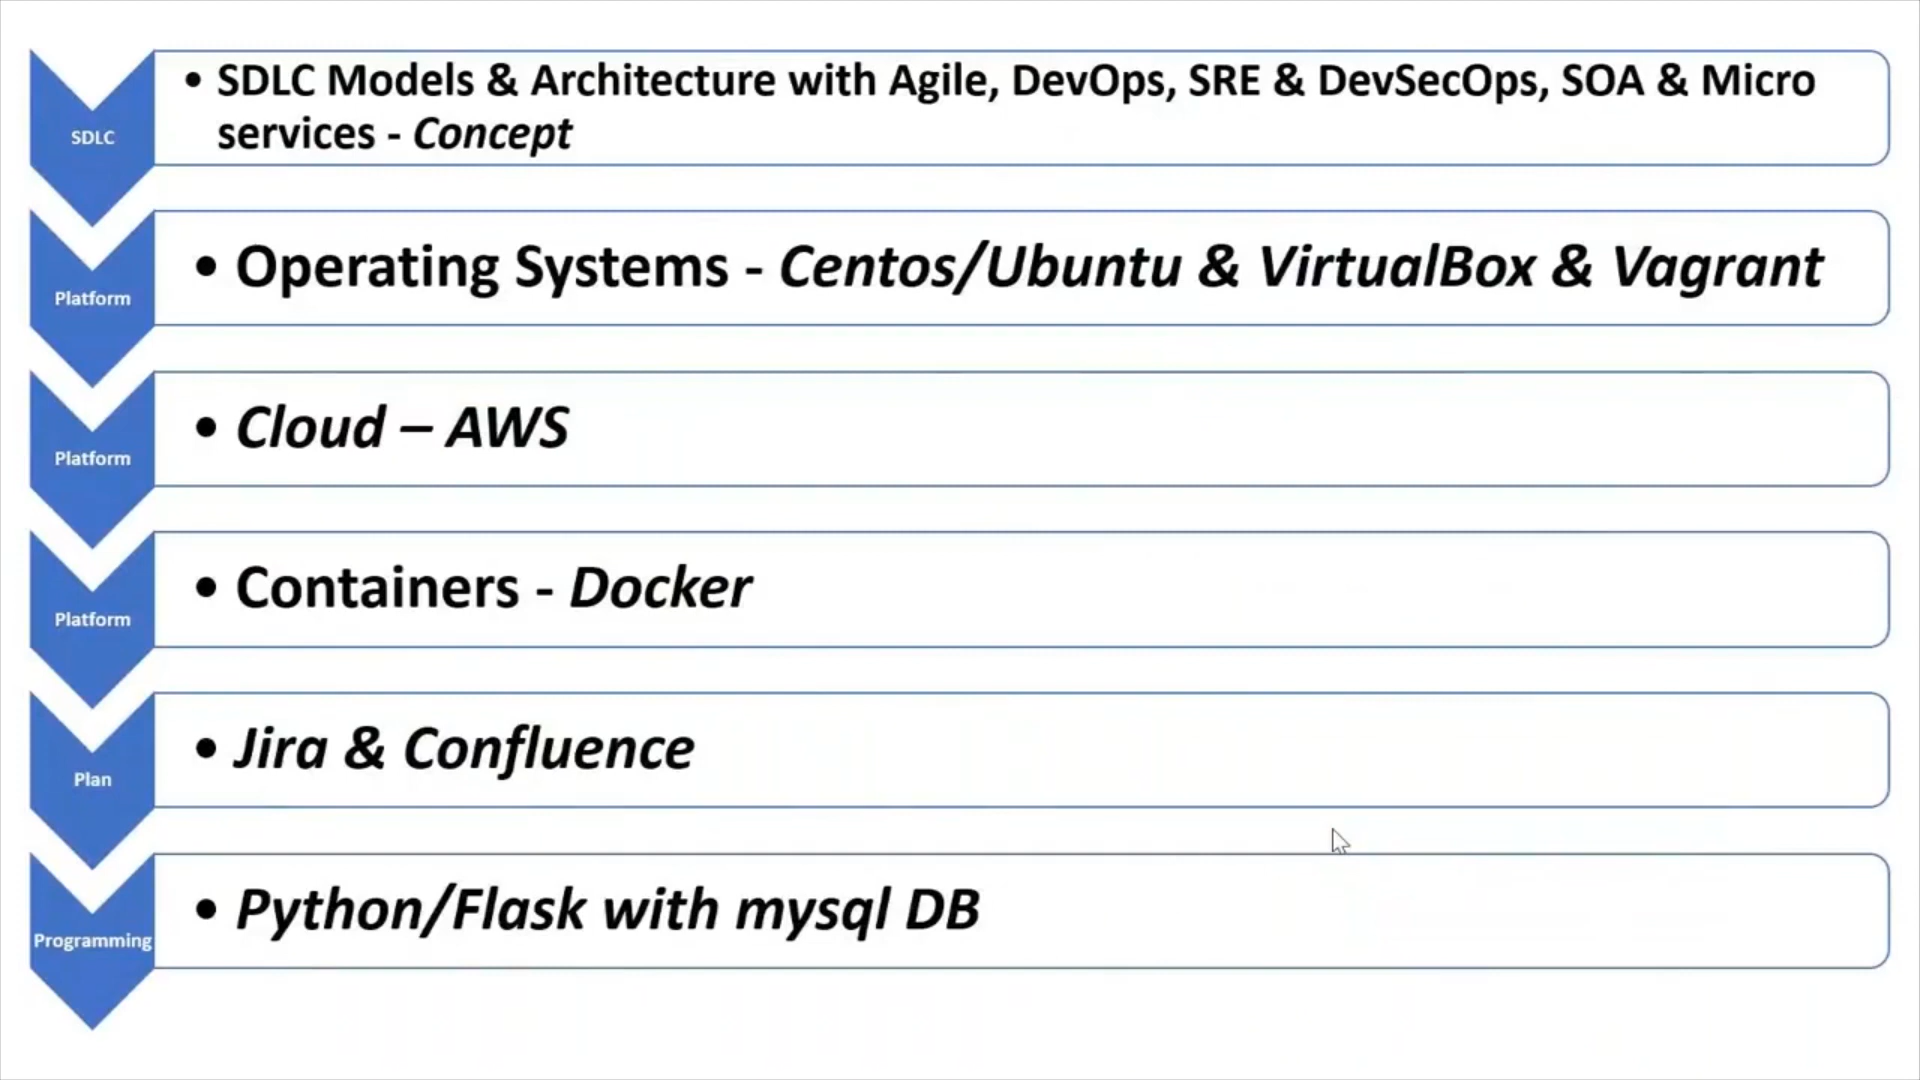 SDLC
• SDLC Models & Architecture with Agile, DevOps, SRE & DevSecOps, SOA & Micro
services - Concept
Platform
• Operating Systems - Centos/Ubuntu & VirtualBox & Vagrant
Platform
• Cloud – AWS
Platform
• Containers - Docker
Plan
• Jira & Confluence
Programming
• Python/Flask with mysql DB